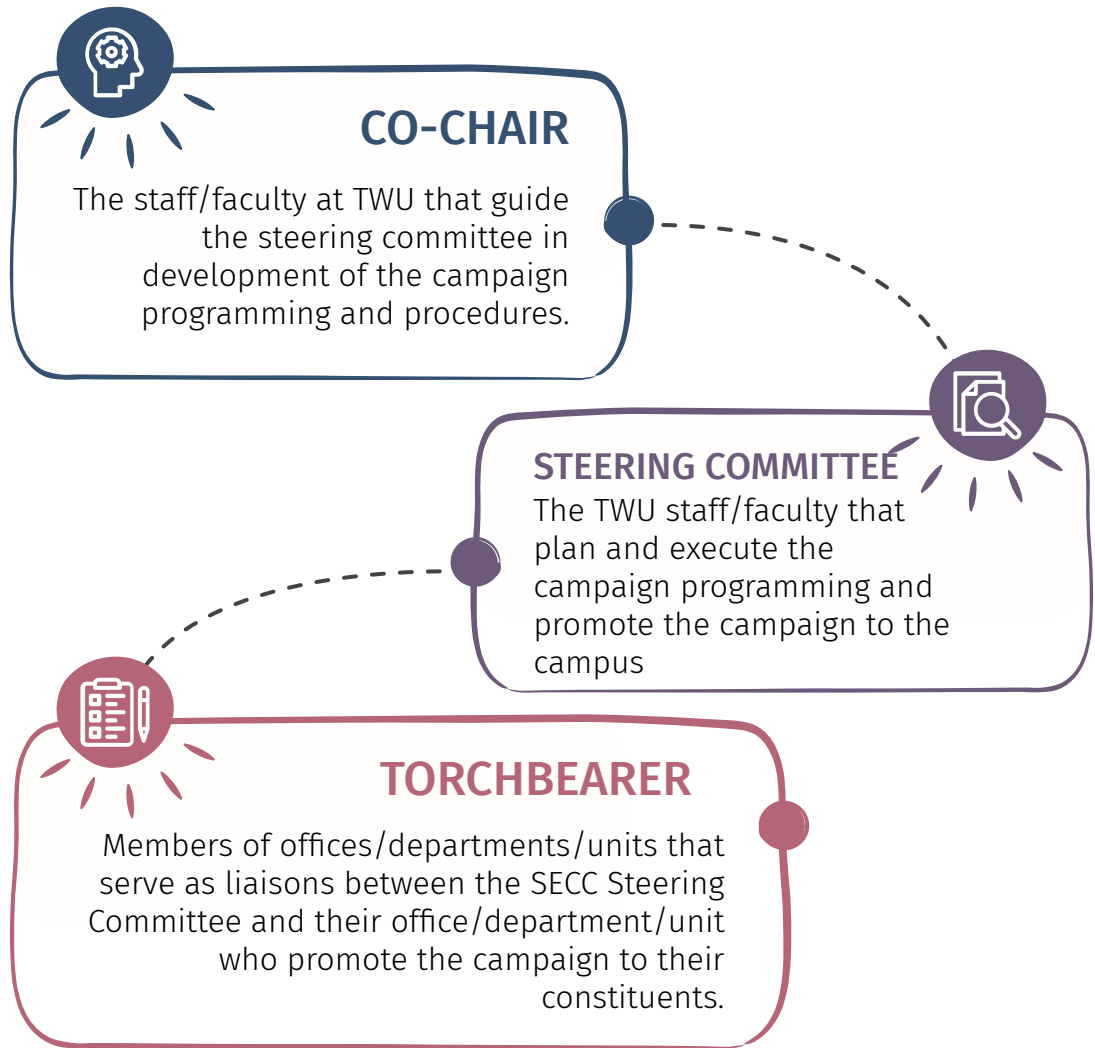 CO-CHAIR
The staff/faculty at TWU that guide
the steering committee in
development of the campaign
programming and procedures.
STEERING COMMITTEE
The TWU staff/faculty that
plan and execute the
campaign programming and
promote the campaign to the
campus
TORCHBEARER
Members of offices/departments/units that
serve as liaisons between the SECC Steering
Committee and their office/department/unit
who promote the campaign to their
constituents.